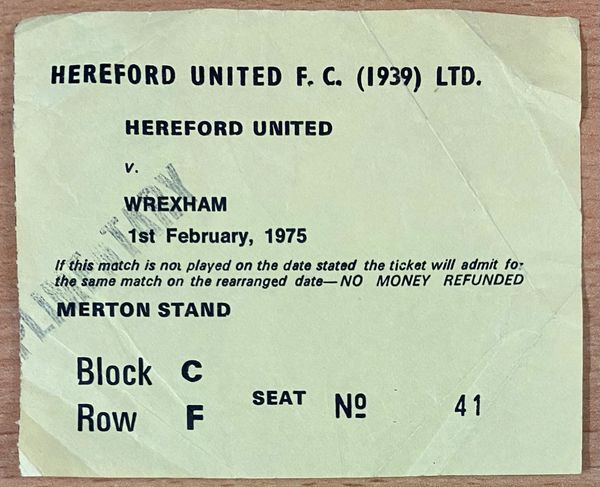 HEREFORD UNITED F. C. (1939) LTD.
HEREFORD UNITED
v.
WREXHAM
1st February, 1975
If this match is not played on the date stated the ticket will admit for
the same match on the rearranged date—NO MONEY REFUNDED
MERTON STAND
Block C
Row F
SEAT Nº 41